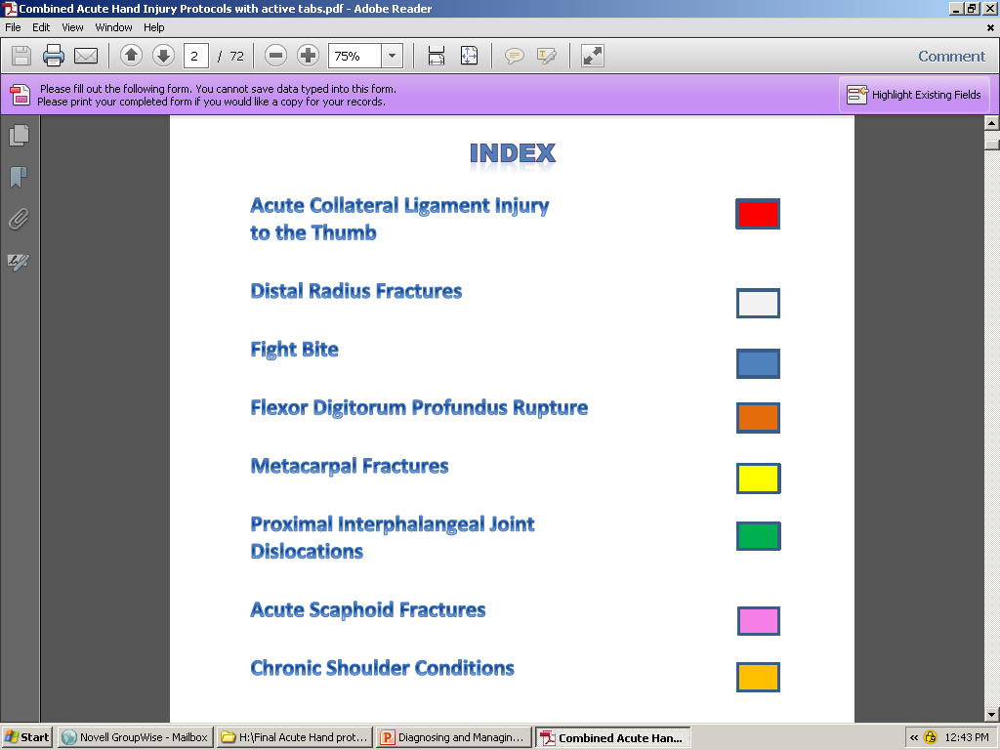 Combined Acute Hand Injury Protocols with active tabs.pdf - Adobe Reader
File Edit View Window Help
2 / 72 75% Comment
Please fill out the following form. You cannot save data typed into this form.
Please print your completed form if you would like a copy for your records.
Highlight Existing Fields
INDEX
Acute Collateral Ligament Injury
to the Thumb
Distal Radius Fractures
Fight Bite
Flexor Digitorum Profundus Rupture
Metacarpal Fractures
Proximal Interphalangeal Joint
Dislocations
Acute Scaphoid Fractures
Chronic Shoulder Conditions
Start Novell GroupWise - Mailbox H:\Final Acute Hand prot... Diagnosing and Managin... Combined Acute Han... « 12:43 PM